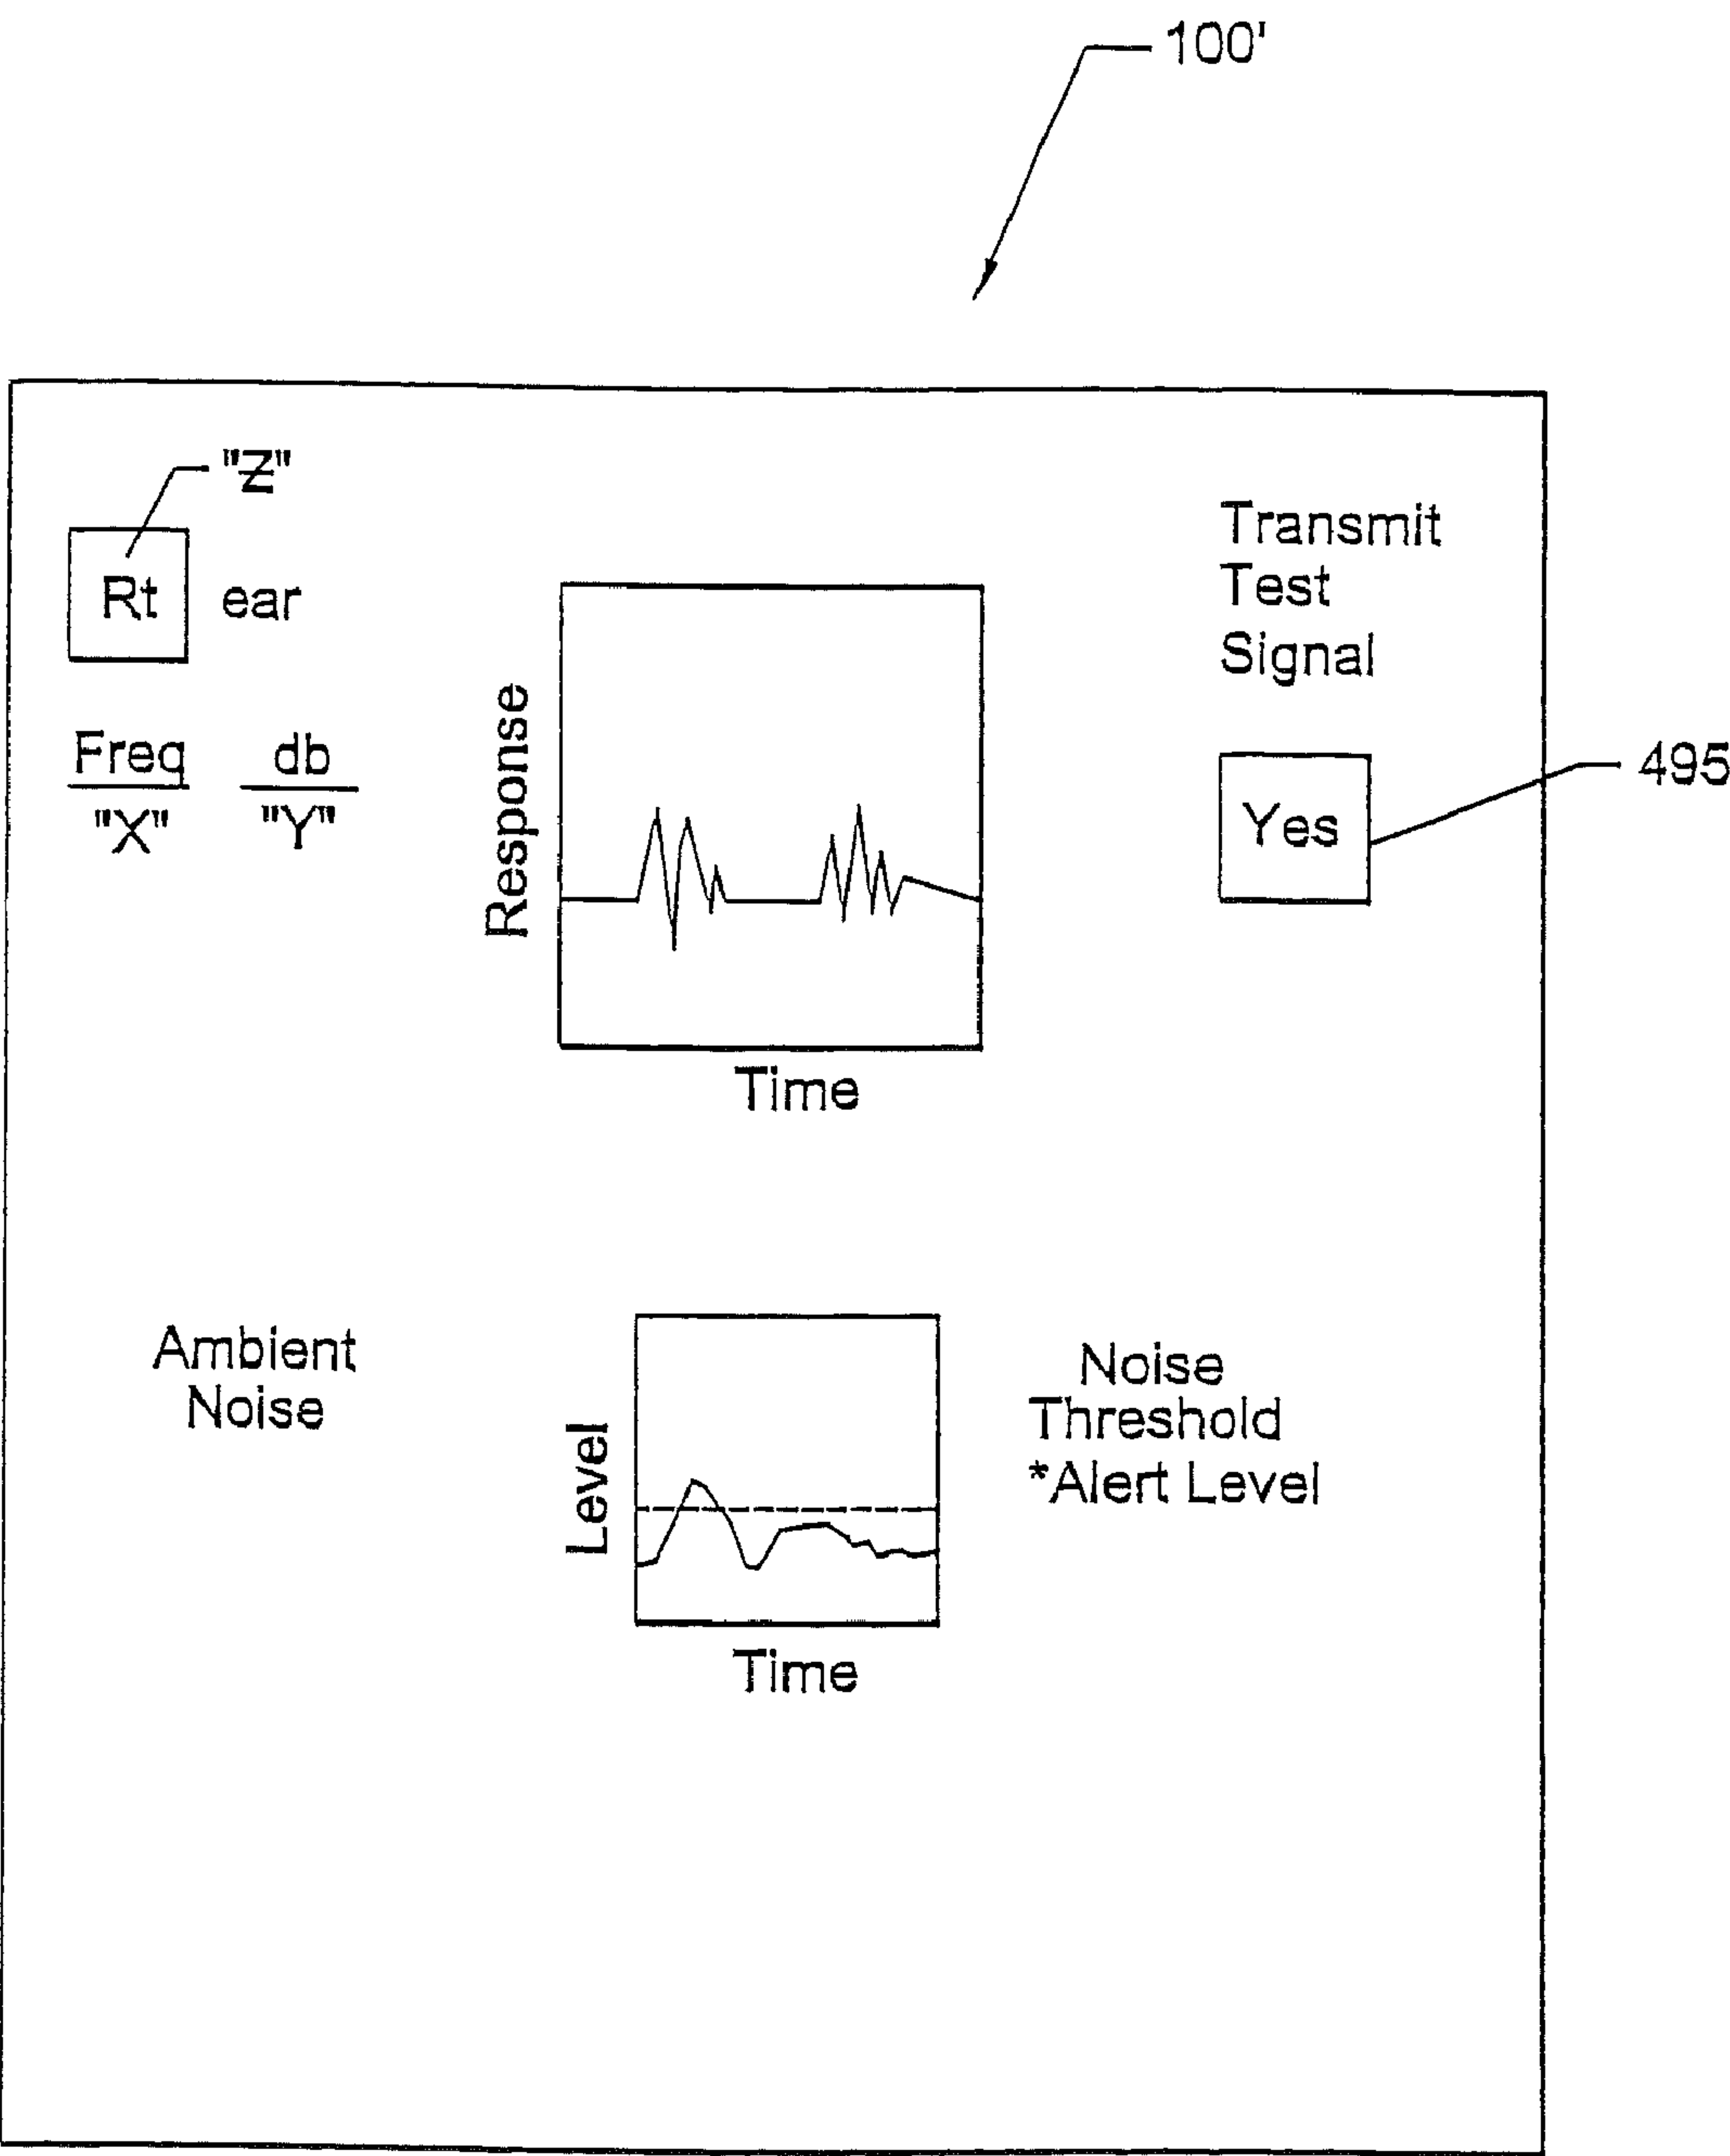 100'
"Z"
Rt ear
Freq db
"X" "Y"
Response
Time
Transmit
Test
Signal
Yes
495
Ambient
Noise
Level
Time
Noise
Threshold
*Alert Level